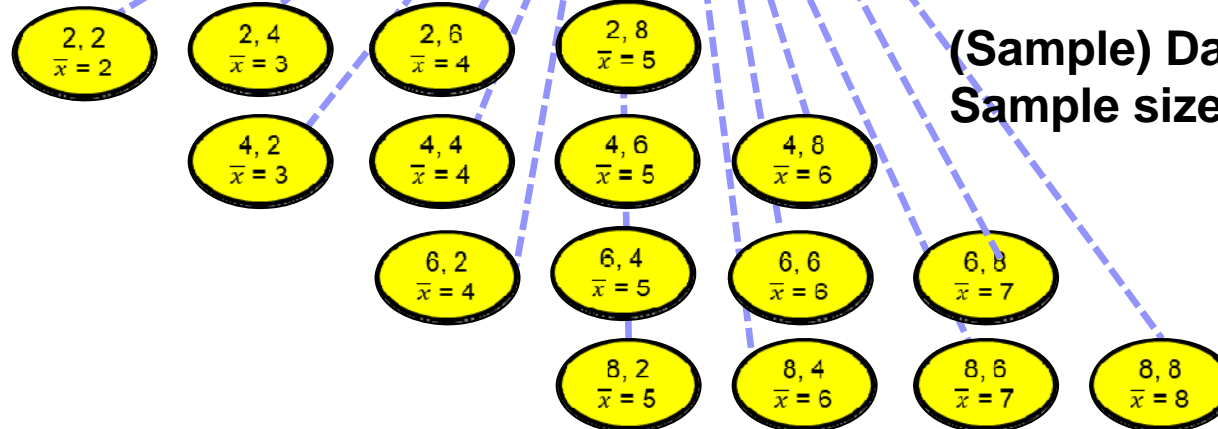 2, 2
x̅ = 2
2, 4
x̅ = 3
2, 6
x̅ = 4
2, 8
x̅ = 5
(Sample) Da
Sample size
4, 2
x̅ = 3
4, 4
x̅ = 4
4, 6
x̅ = 5
4, 8
x̅ = 6
6, 2
x̅ = 4
6, 4
x̅ = 5
6, 6
x̅ = 6
6, 8
x̅ = 7
8, 2
x̅ = 5
8, 4
x̅ = 6
8, 6
x̅ = 7
8, 8
x̅ = 8